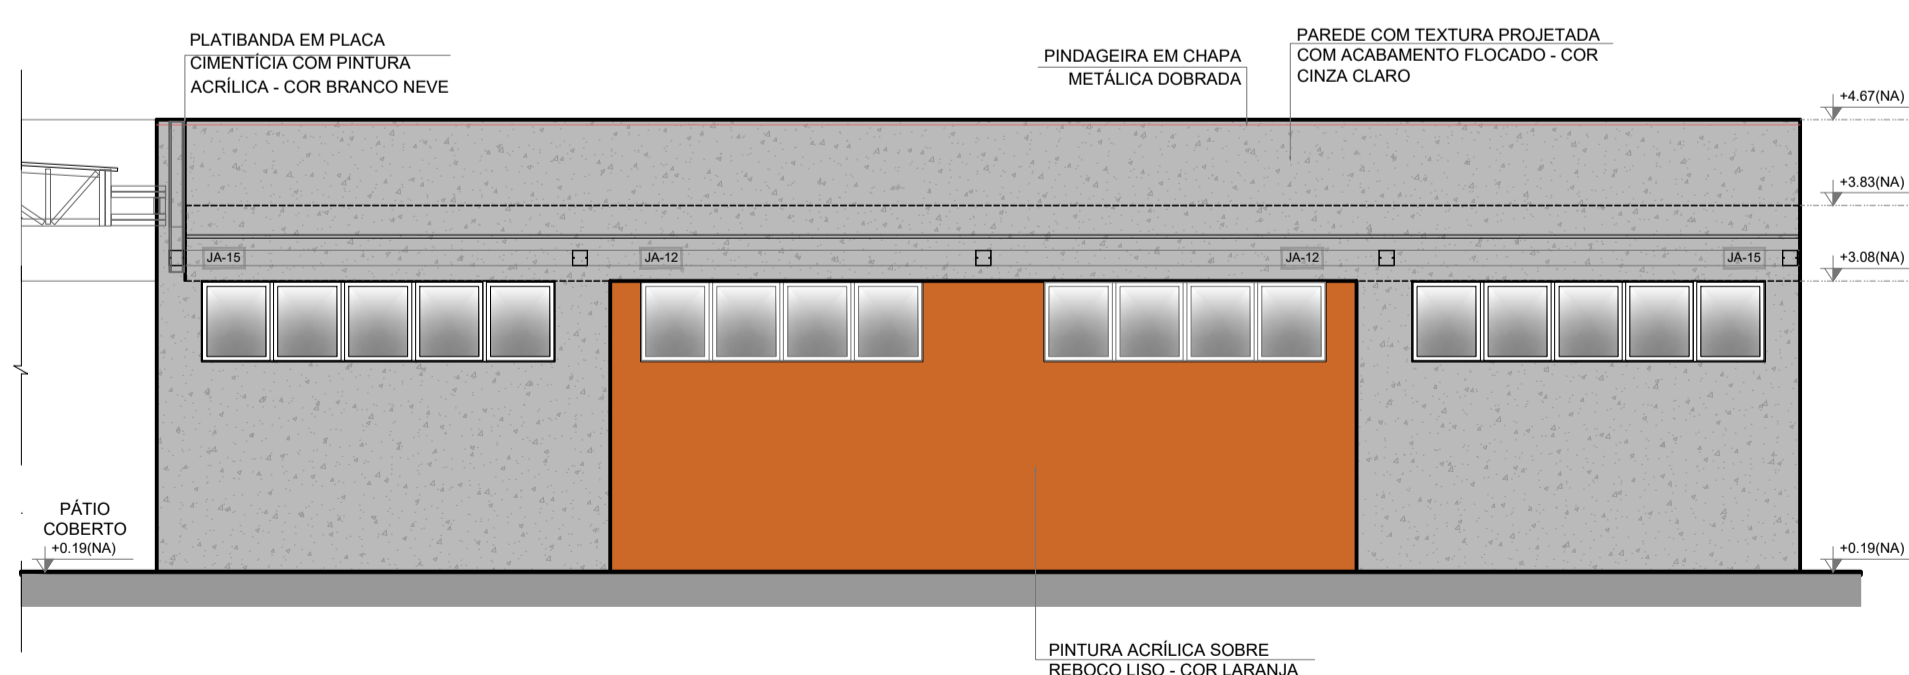 PLATIBANDA EM PLACA
CIMENTÍCIA COM PINTURA
ACRÍLICA - COR BRANCO NEVE
PINDAGEIRA EM CHAPA
METÁLICA DOBRADA
PAREDE COM TEXTURA PROJETADA
COM ACABAMENTO FLOCADO - COR
CINZA CLARO
+4.67(NA)
+3.83(NA)
+3.08(NA)
JA-15
JA-12
JA-12
JA-15
PÁTIO
COBERTO
+0.19(NA)
+0.19(NA)
PINTURA ACRÍLICA SOBRE
REBOCO LISO - COR LARANJA